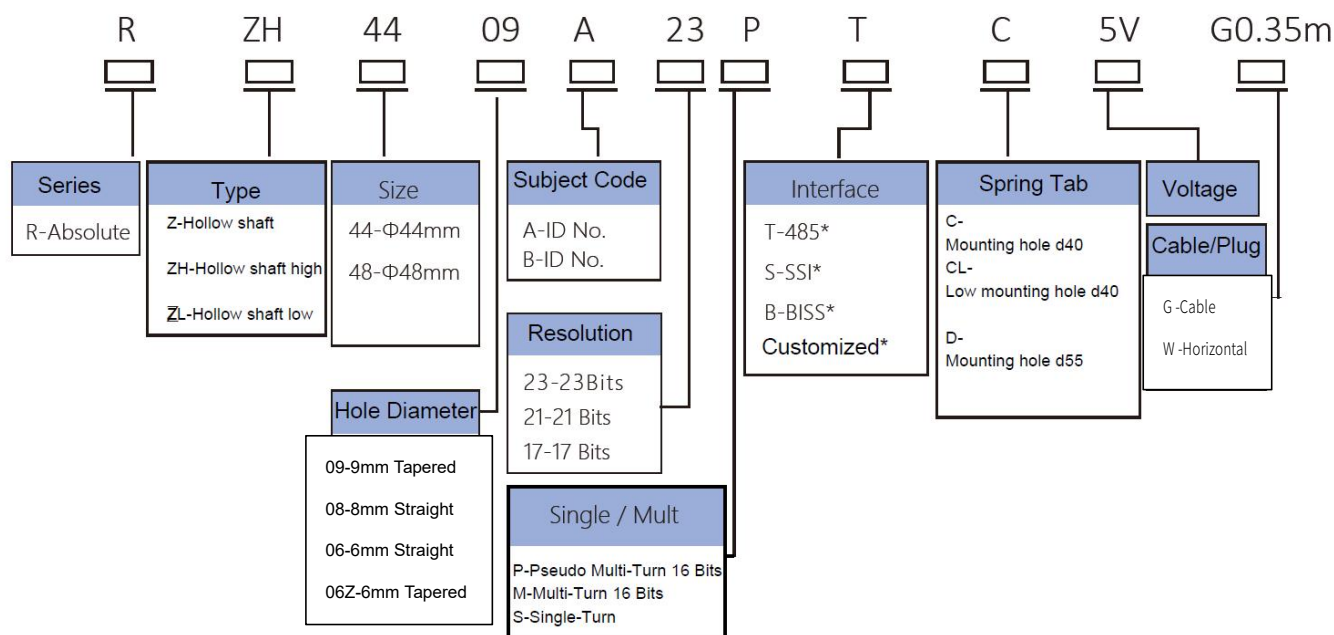 R ZH 44 09 A 23 P T C 5V G0.35m
Series
R-Absolute
Type
Z-Hollow shaft
ZH-Hollow shaft high
ZL-Hollow shaft low
Size
44-Φ44mm
48-Φ48mm
Hole Diameter
09-9mm Tapered
08-8mm Straight
06-6mm Straight
06Z-6mm Tapered
Subject Code
A-ID No.
B-ID No.
Resolution
23-23Bits
21-21 Bits
17-17 Bits
Single / Mult
P-Pseudo Multi-Turn 16 Bits
M-Multi-Turn 16 Bits
S-Single-Turn
Interface
T-485*
S-SSI*
B-BISS*
Customized*
Spring Tab
C-
Mounting hole d40
CL-
Low mounting hole d40
D-
Mounting hole d55
Voltage
Cable/Plug
G-Cable
W-Horizontal